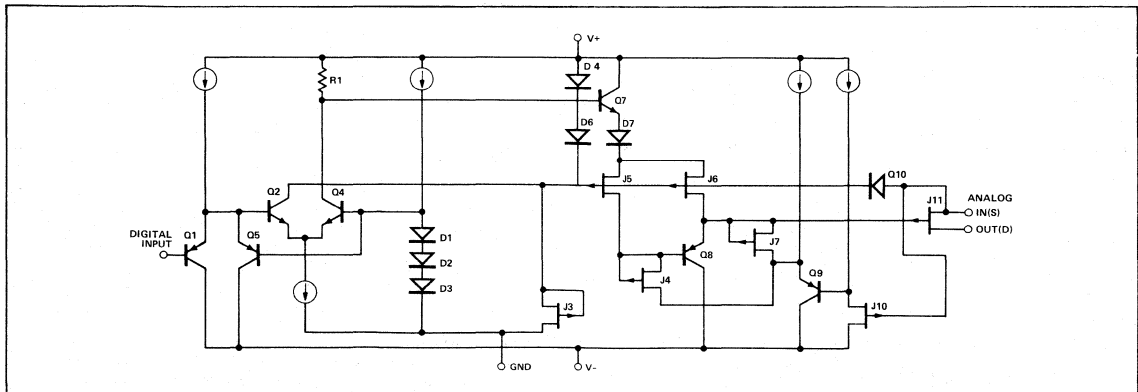 V+
D4
R1
Q7
D6
D7
Q10
Q2
Q4
J5
J6
ANALOG
J11
IN(S)
OUT(D)
DIGITAL
INPUT
Q1
Q5
D1
D2
D3
J7
Q8
J4
Q9
J3
J10
GND
V-